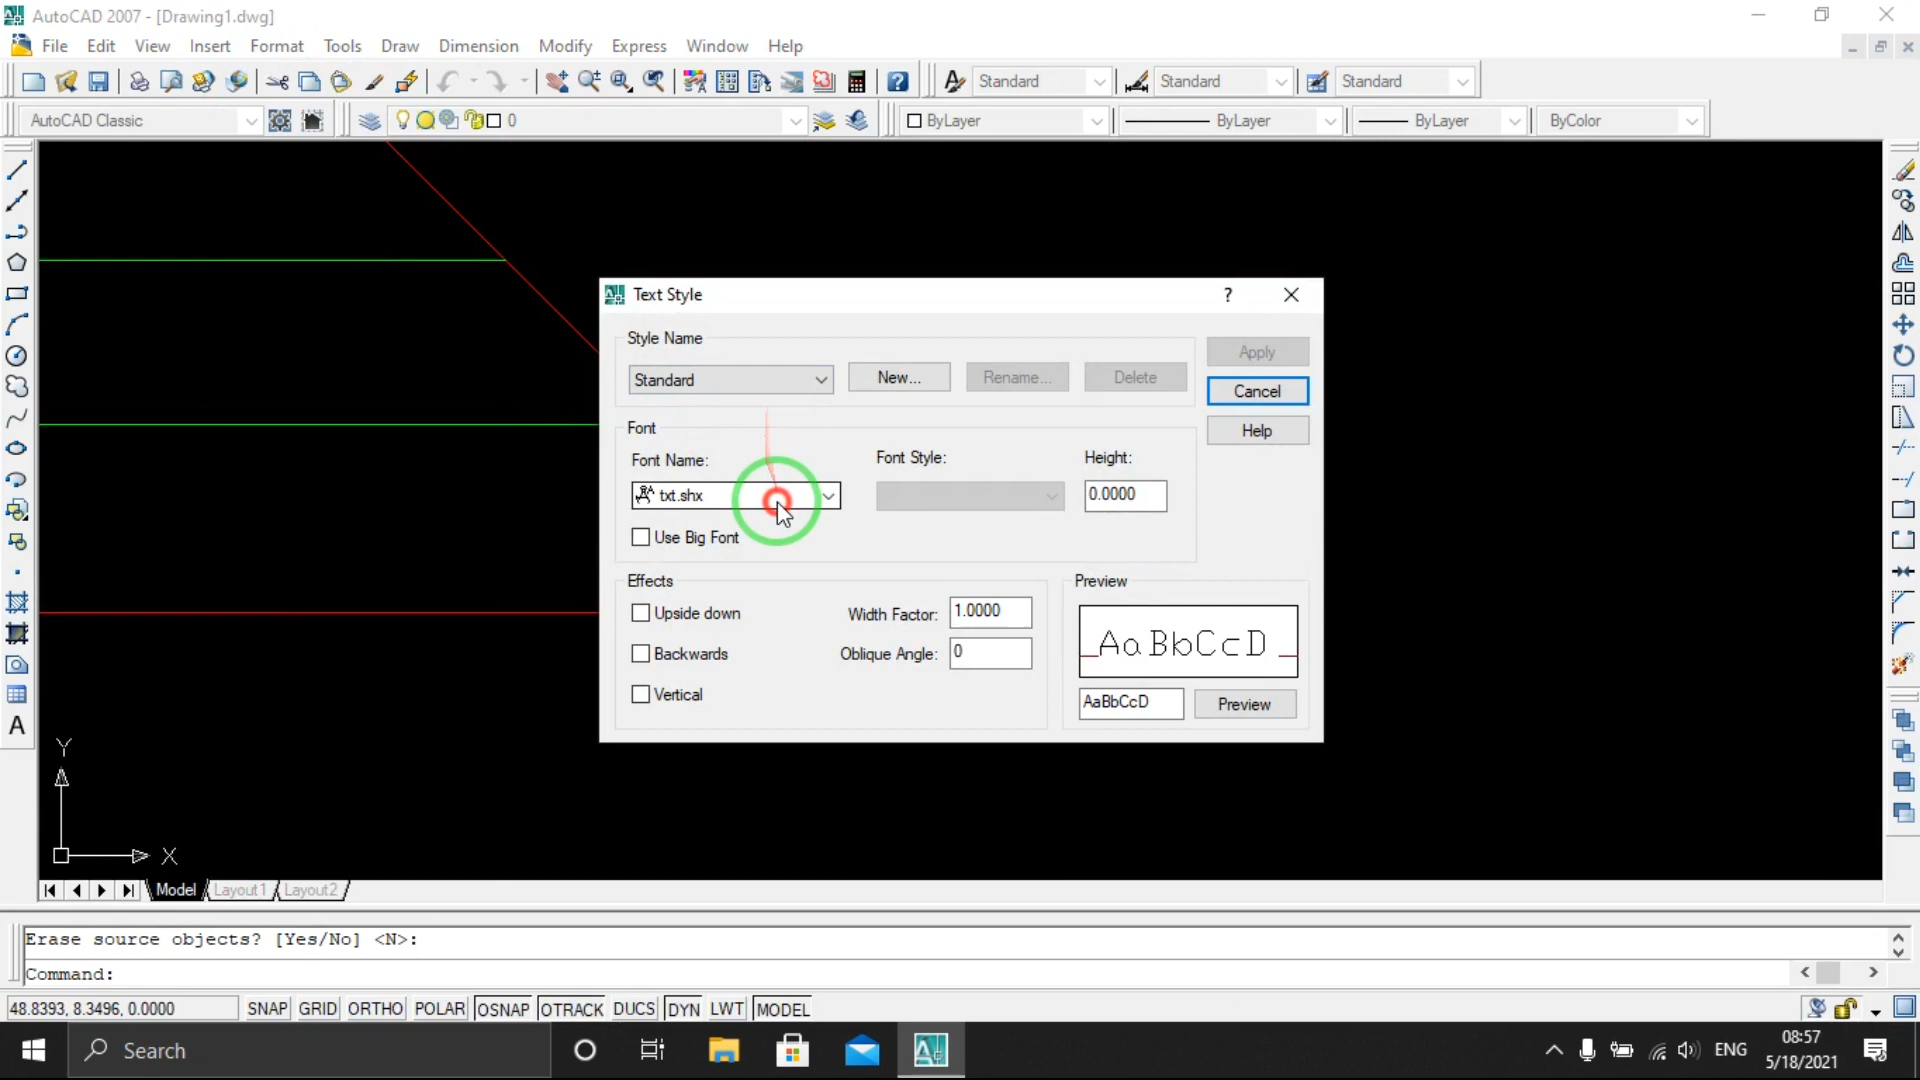 AutoCAD 2007 - [Drawing1.dwg]
File Edit View Insert Format Tools Draw Dimension Modify Express Window Help
Standard Standard Standard
AutoCAD Classic 0 ByLayer ByLayer ByLayer ByColor
Text Style ?
Style Name
Standard New... Rename... Delete
Apply
Cancel
Help
Font
Font Name: Font Style: Height:
txt.shx 0.0000
Use Big Font
Effects
Upside down
Backwards
Vertical
Width Factor: 1.0000
Oblique Angle: 0
Preview
AaBbCcD
AaBbCcD Preview
Y
X
Model Layout1 Layout2
Erase source objects? [Yes/No] <N>:
Command:
48.8393, 8.3496, 0.0000 SNAP GRID ORTHO POLAR OSNAP OTRACK DUCS DYN LWT MODEL
Search
ENG
08:57
5/18/2021